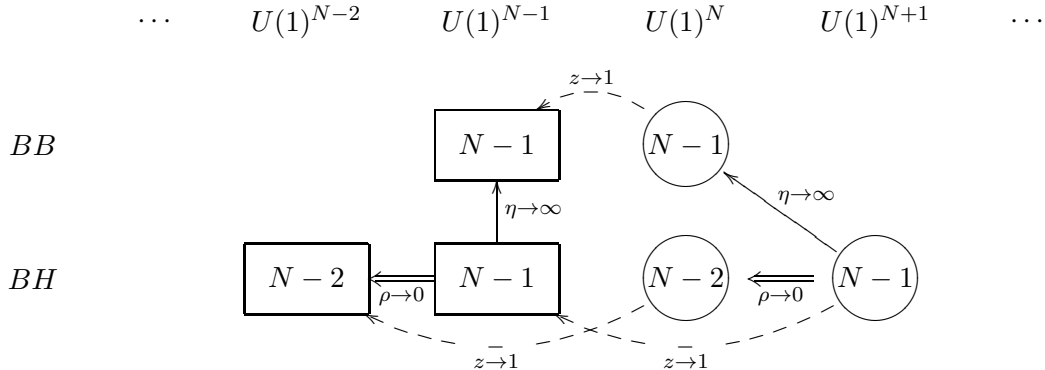 ⋯ U(1)^{N−2} U(1)^{N−1} U(1)^N U(1)^{N+1} ⋯
z→1
BB N − 1 N − 1
η→∞ η→∞
BH N − 2 N − 1 N − 2 N − 1
ρ→0 ρ→0
z→1 z→1